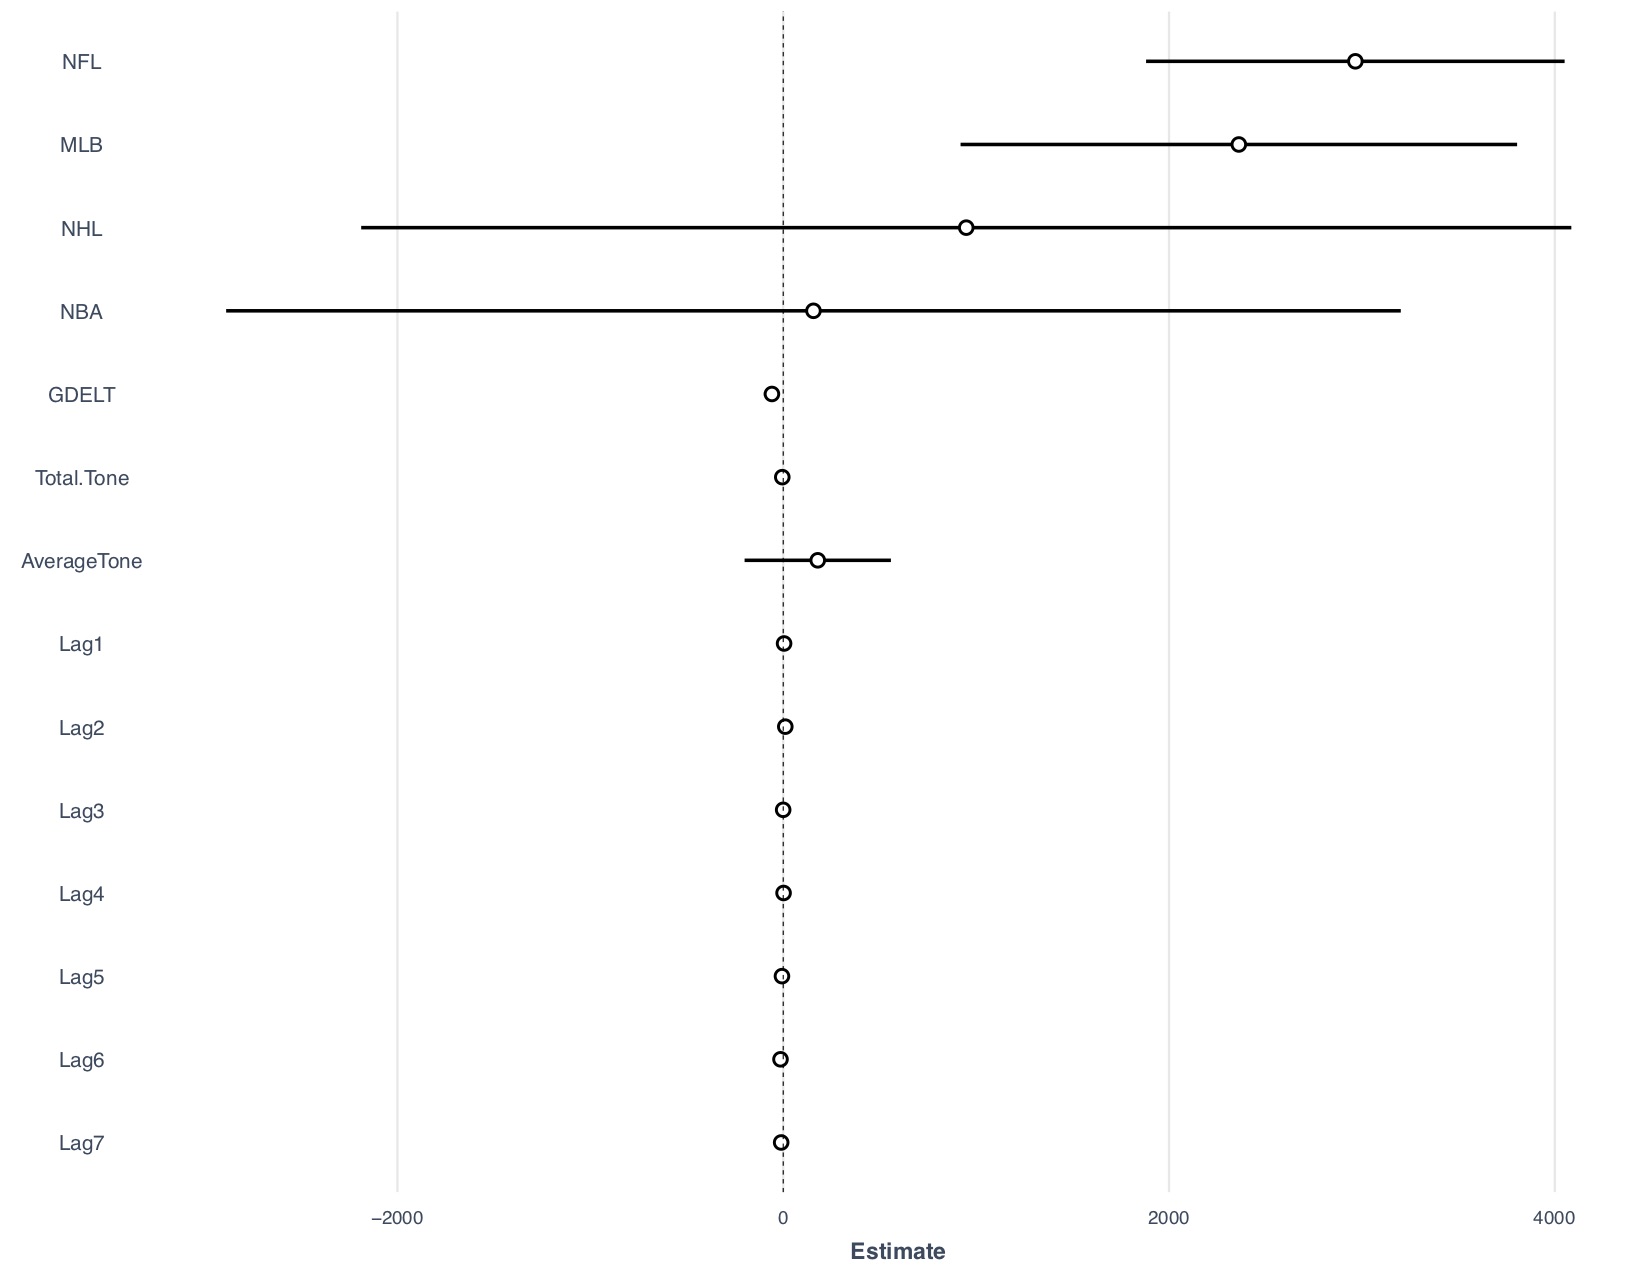 NFL
MLB
NHL
NBA
GDELT
Total.Tone
AverageTone
Lag1
Lag2
Lag3
Lag4
Lag5
Lag6
Lag7
−2000 0 2000 4000
Estimate